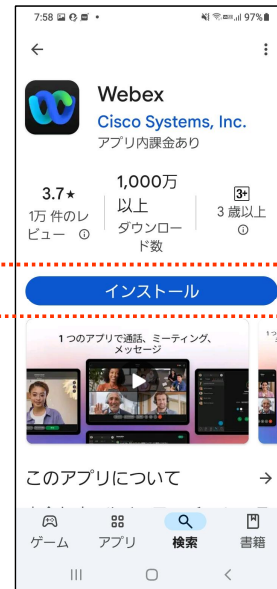 7:58
97%
Webex
Cisco Systems, Inc.
アプリ内課金あり
3.7★
1万 件のレ
ビュー
1,000万
以上
ダウンロー
ド数
3+
3 歳以上
インストール
1 つのアプリで通話、ミーティング、
メッセージ
このアプリについて
ゲーム
アプリ
検索
書籍